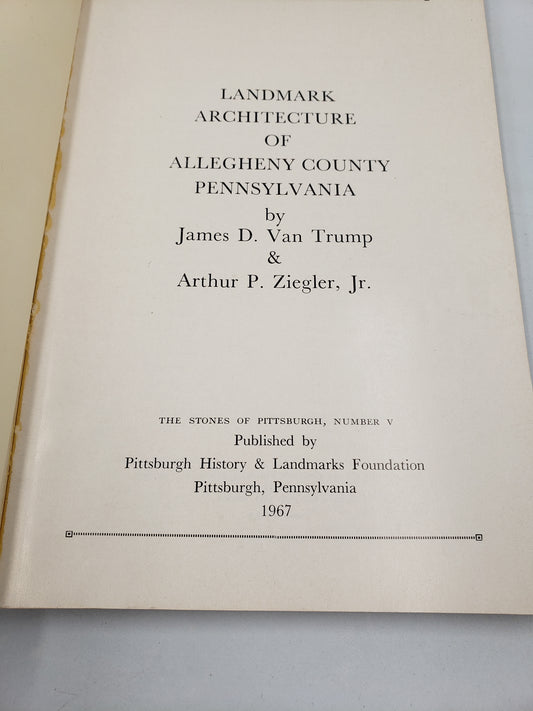 LANDMARK
ARCHITECTURE
OF
ALLEGHENY COUNTY
PENNSYLVANIA
by
James D. Van Trump
&
Arthur P. Ziegler, Jr.
THE STONES OF PITTSBURGH, NUMBER V
Published by
Pittsburgh History & Landmarks Foundation
Pittsburgh, Pennsylvania
1967